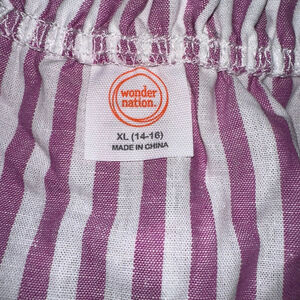 wonder
nation.
XL (14-16)
MADE IN CHINA